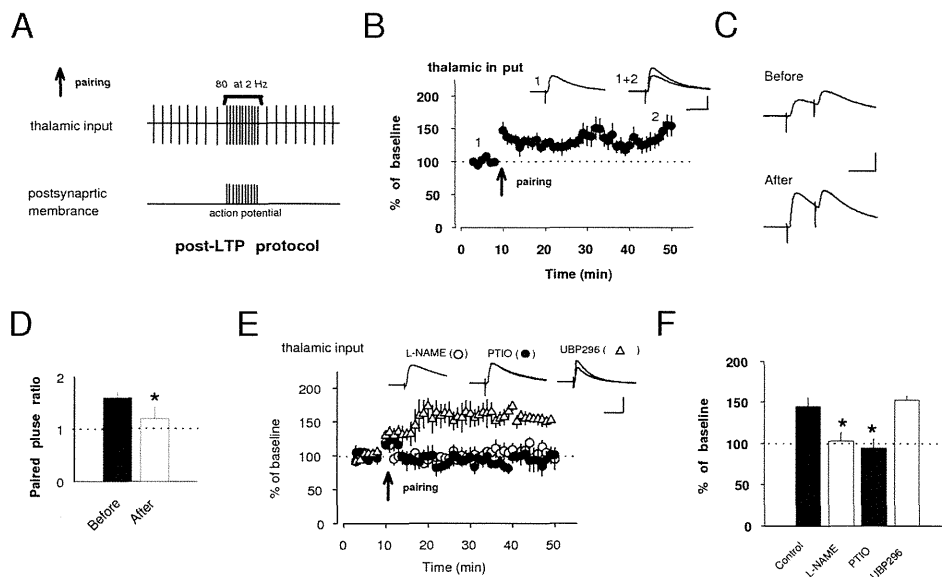 A
pairing
80 at 2 Hz
thalamic input
postsynaprtic
membrance
action potential
post-LTP protocol
B
thalamic in put
1
1+2
200
150
100
50
0
% of baseline
1
2
pairing
0 10 20 30 40 50
Time (min)
C
Before
After
D
2
1
0
Paired pluse ratio
*
Before
After
E
thalamic input
L-NAME ( )
PTIO ( )
UBP296 ( )
200
150
100
50
0
% of baseline
pairing
0 10 20 30 40 50
Time (min)
F
200
150
100
50
0
% of baseline
*
*
Control
L-NAME
PTIO
UBP296